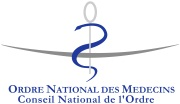 ORDRE NATIONAL DES MEDECINS
Conseil National de l'Ordre